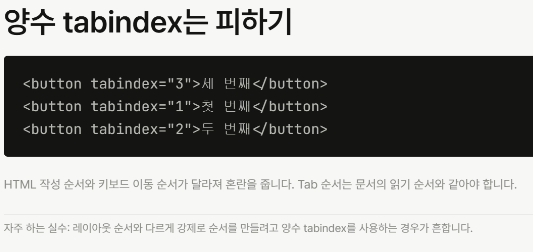 양수 tabindex는 피하기
<button tabindex="3">세 번째</button>
<button tabindex="1">첫 번째</button>
<button tabindex="2">두 번째</button>
HTML 작성 순서와 키보드 이동 순서가 달라져 혼란을 줍니다. Tab 순서는 문서의 읽기 순서와 같아야 합니다.
자주 하는 실수: 레이아웃 순서와 다르게 강제로 순서를 만들려고 양수 tabindex를 사용하는 경우가 흔합니다.